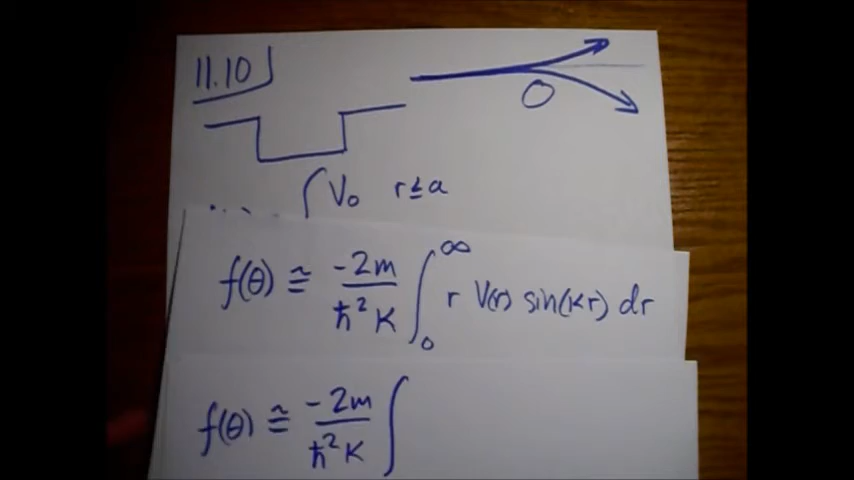 11.10
O
V₀ r≤a
f(θ) ≅ -2m/ħ²K ∫₀^∞ r V(r) sin(Kr) dr
f(θ) ≅ -2m/ħ²K ∫